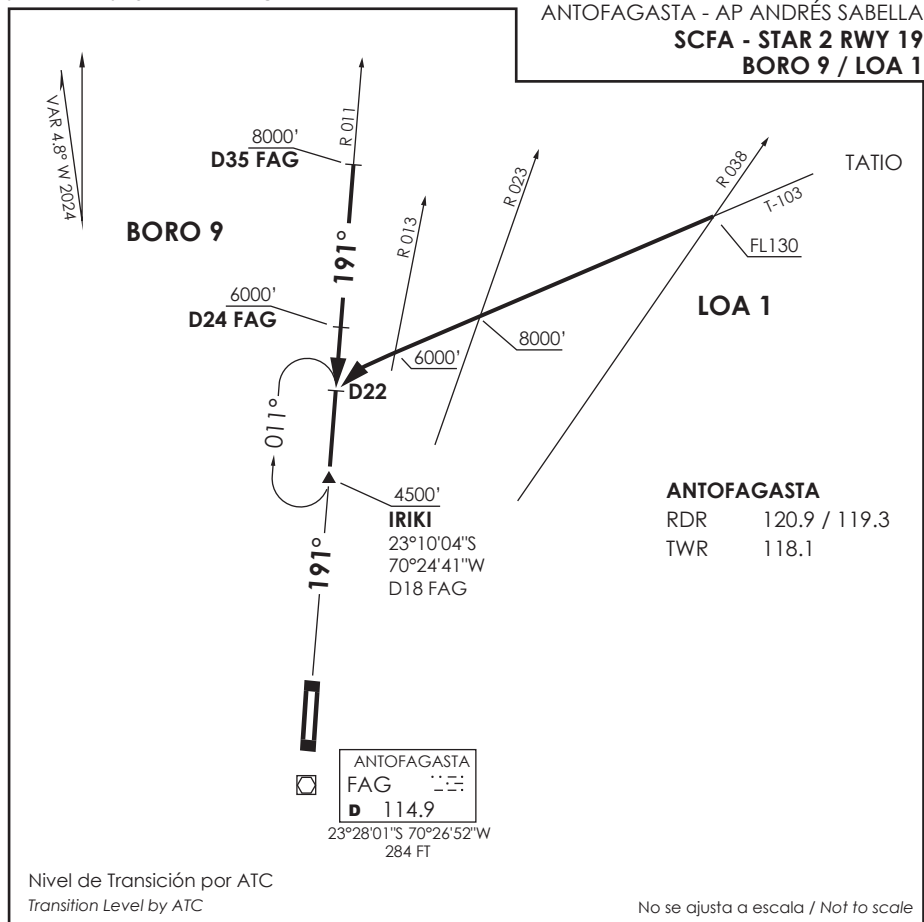 ANTOFAGASTA - AP ANDRÉS SABELLA
SCFA - STAR 2 RWY 19
BORO 9 / LOA 1
VAR 4.8° W 2024
8000'
D35 FAG
R 011
R 013
R 023
R 038
TATIO
T-103
FL130
BORO 9
191°
LOA 1
6000'
D24 FAG
8000'
6000'
D22
011°
4500'
IRIKI
23°10'04"S
70°24'41"W
D18 FAG
191°
ANTOFAGASTA
RDR 120.9 / 119.3
TWR 118.1
ANTOFAGASTA
FAG
D 114.9
23°28'01"S 70°26'52"W
284 FT
Nivel de Transición por ATC
Transition Level by ATC
No se ajusta a escala / Not to scale